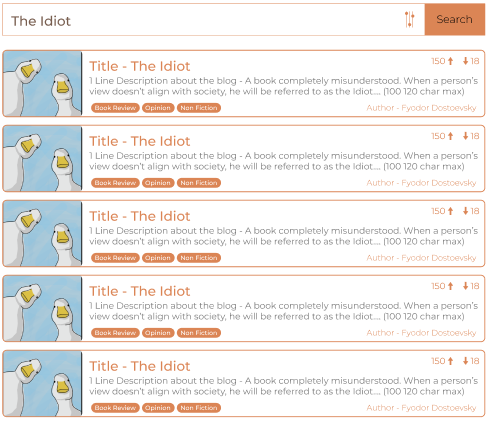 The Idiot
Search
Title - The Idiot
150 18
1 Line Description about the blog - A book completely misunderstood. When a person's
view doesn't align with society, he will be referred to as the Idiot.... (100 120 char max)
Book Review Opinion Non Fiction
Author - Fyodor Dostoevsky
Title - The Idiot
150 18
1 Line Description about the blog - A book completely misunderstood. When a person's
view doesn't align with society, he will be referred to as the Idiot.... (100 120 char max)
Book Review Opinion Non Fiction
Author - Fyodor Dostoevsky
Title - The Idiot
150 18
1 Line Description about the blog - A book completely misunderstood. When a person's
view doesn't align with society, he will be referred to as the Idiot.... (100 120 char max)
Book Review Opinion Non Fiction
Author - Fyodor Dostoevsky
Title - The Idiot
150 18
1 Line Description about the blog - A book completely misunderstood. When a person's
view doesn't align with society, he will be referred to as the Idiot.... (100 120 char max)
Book Review Opinion Non Fiction
Author - Fyodor Dostoevsky
Title - The Idiot
150 18
1 Line Description about the blog - A book completely misunderstood. When a person's
view doesn't align with society, he will be referred to as the Idiot.... (100 120 char max)
Book Review Opinion Non Fiction
Author - Fyodor Dostoevsky